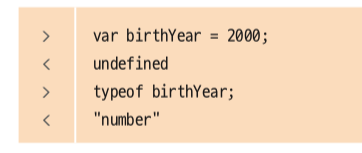 > var birthYear = 2000;
< undefined
> typeof birthYear;
< "number"